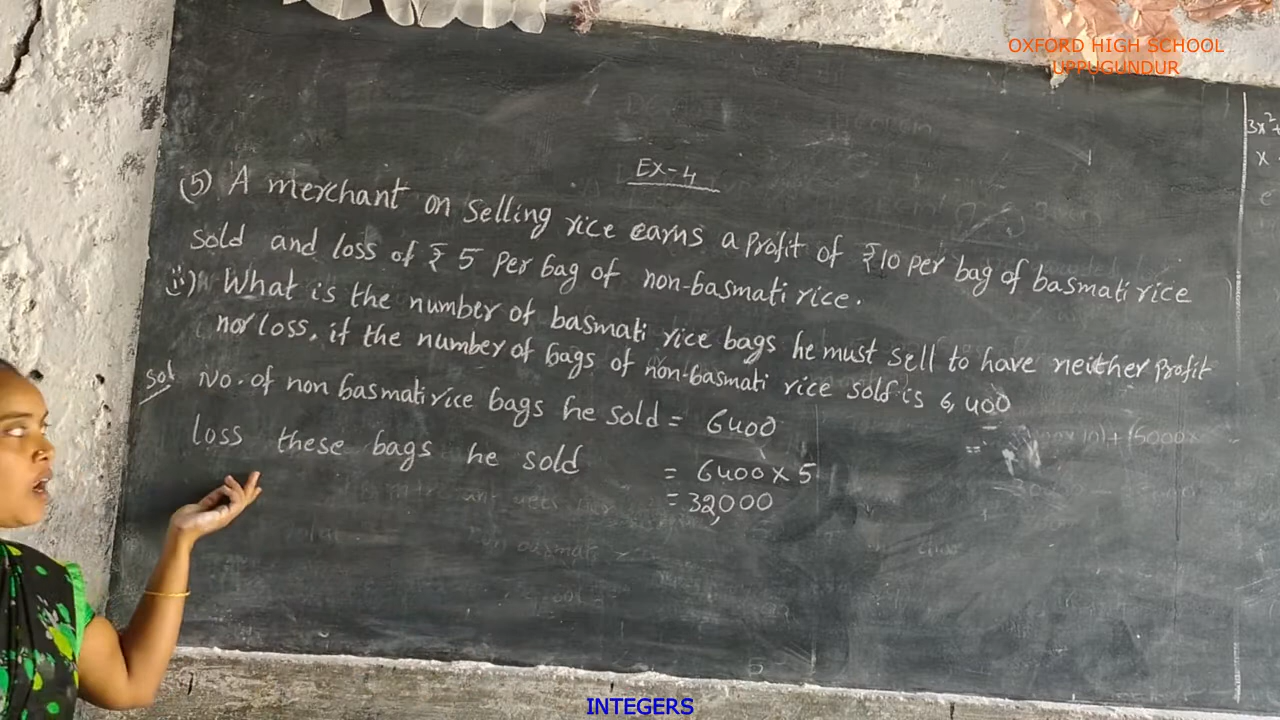 OXFORD HIGH SCHOOL
UPPUGUNDUR
Ex-4
(5) A merchant on selling rice earns a profit of ₹10 per bag of basmati rice
sold and loss of ₹ 5 per bag of non-basmati rice.
ii) What is the number of basmati rice bags he must sell to have neither profit
nor loss, if the number of bags of non-basmati rice sold is 6,400
Sol No. of non basmati rice bags he sold = 6400
loss these bags he sold = 6400 x 5
= 32,000
3x²
x
INTEGERS